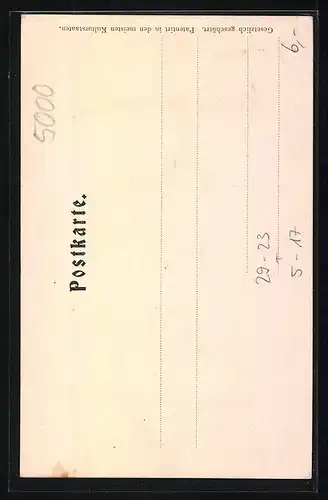 Gesetzlich geschützt. Patentirt in den meisten Kulturstaaten.
5000
Postkarte.
6,-
29-23
5-17